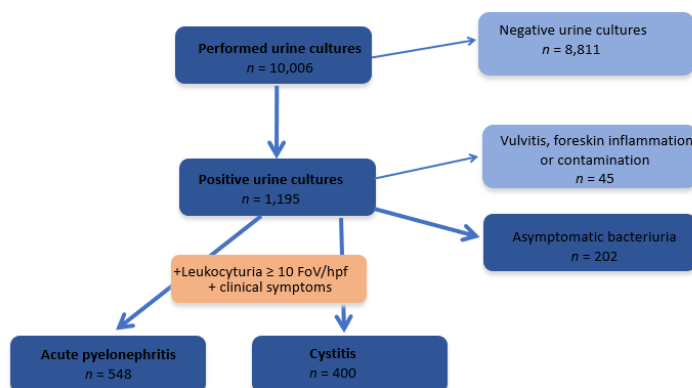 Performed urine cultures
n = 10,006
Negative urine cultures
n = 8,811
Positive urine cultures
n = 1,195
Vulvitis, foreskin inflammation
or contamination
n = 45
Asymptomatic bacteriuria
n = 202
+Leukocyturia ≥ 10 FoV/hpf
+ clinical symptoms
Acute pyelonephritis
n = 548
Cystitis
n = 400